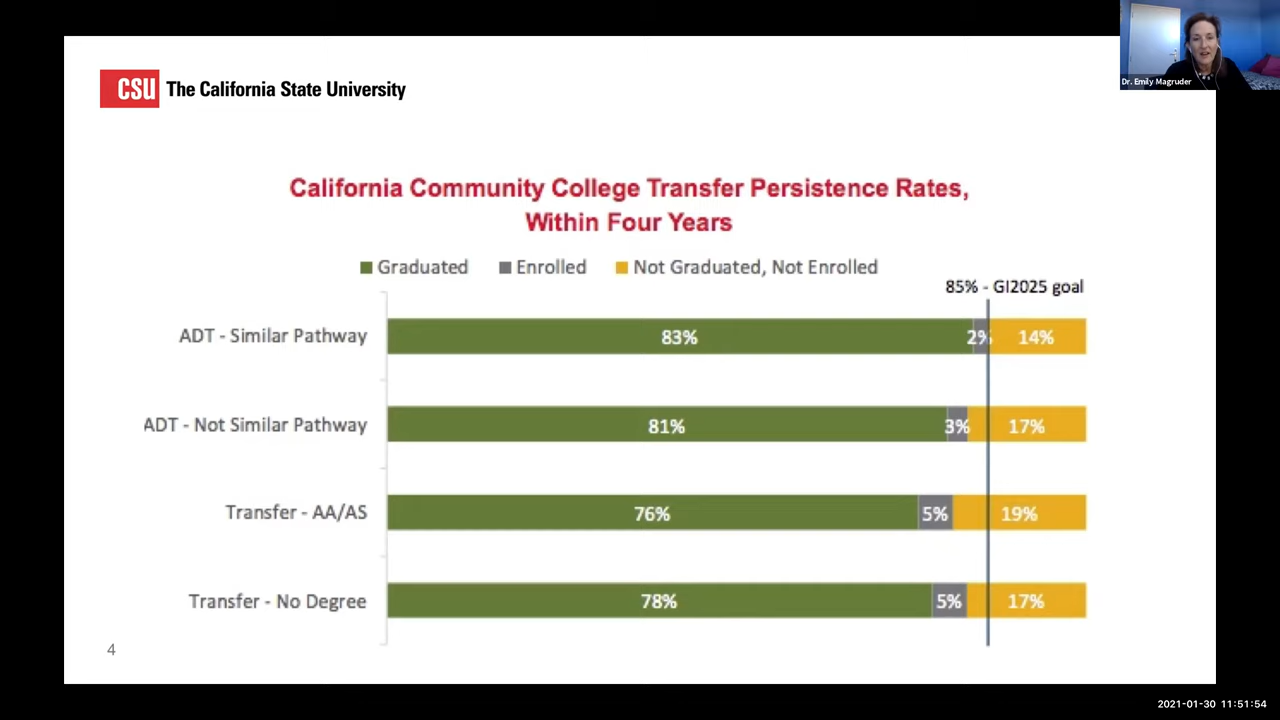 Dr. Emily Magruder
CSU The California State University
California Community College Transfer Persistence Rates,
Within Four Years
Graduated Enrolled Not Graduated, Not Enrolled
85% - GI2025 goal
ADT - Similar Pathway 83% 2% 14%
ADT - Not Similar Pathway 81% 3% 17%
Transfer - AA/AS 76% 5% 19%
Transfer - No Degree 78% 5% 17%
4
2021-01-30 11:51:54